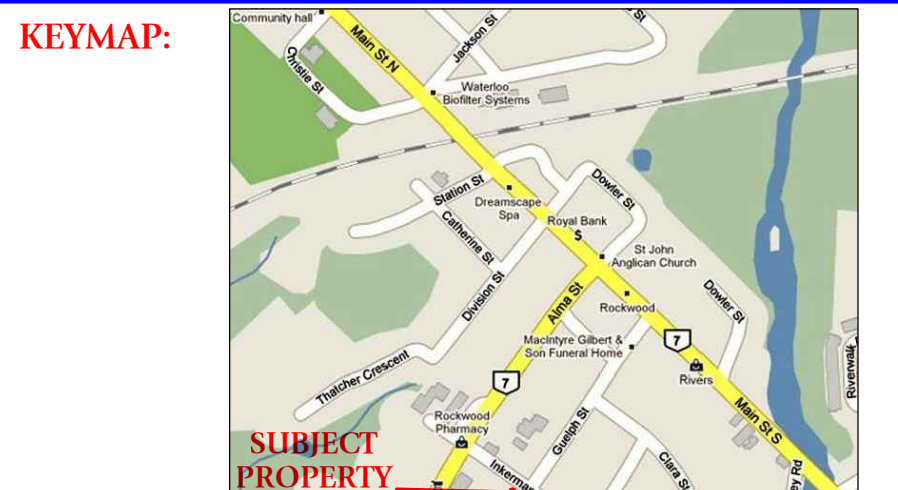 KEYMAP:
Community hall
Main St N
Jackson St
St
Christie St
Waterloo
Biofilter Systems
Station St
Dreamscape
Spa
Dowler St
Royal Bank
$
Catherine St
St John
Anglican Church
Division St
Alma St
Rockwood
Dowler St
MacIntyre Gilbert &
Son Funeral Home
7
Rivers
Riverwalk
Thatcher Crescent
7
Main St S
Rockwood
Pharmacy
Guelph St
SUBJECT
PROPERTY
Clara St
Rd